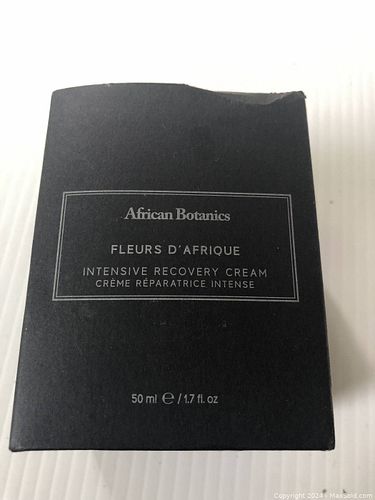 African Botanics
FLEURS D'AFRIQUE
INTENSIVE RECOVERY CREAM
CRÈME RÉPARATRICE INTENSE
50 ml ℮ / 1.7 fl. oz
Copyright 2024 - Maxsold.com